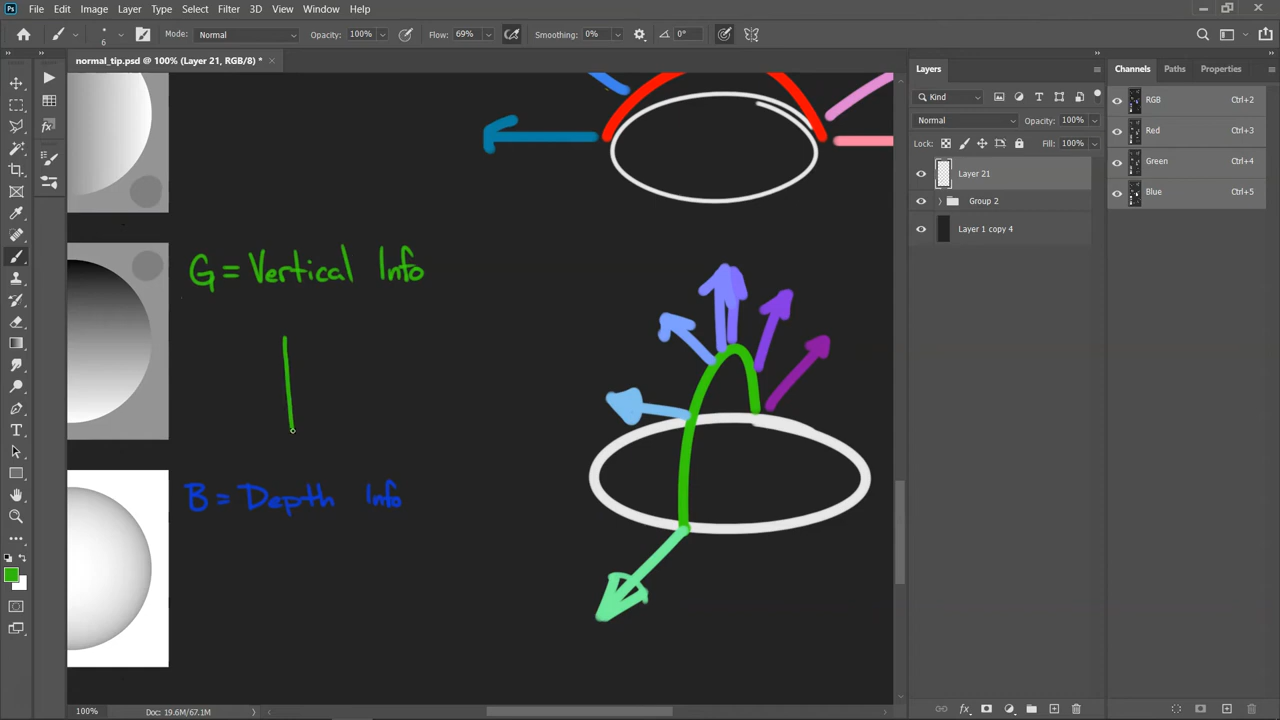 File Edit Image Layer Type Select Filter 3D View Window Help
6 Mode: Normal Opacity: 100% Flow: 69% Smoothing: 0% 0°
normal_tip.psd @ 100% (Layer 21, RGB/8) *
G = Vertical Info
B = Depth Info
Layers
Kind
Normal Opacity: 100%
Lock: Fill: 100%
Layer 21
Group 2
Layer 1 copy 4
Channels Paths Properties
RGB Ctrl+2
Red Ctrl+3
Green Ctrl+4
Blue Ctrl+5
100% Doc: 19.6M/67.1M